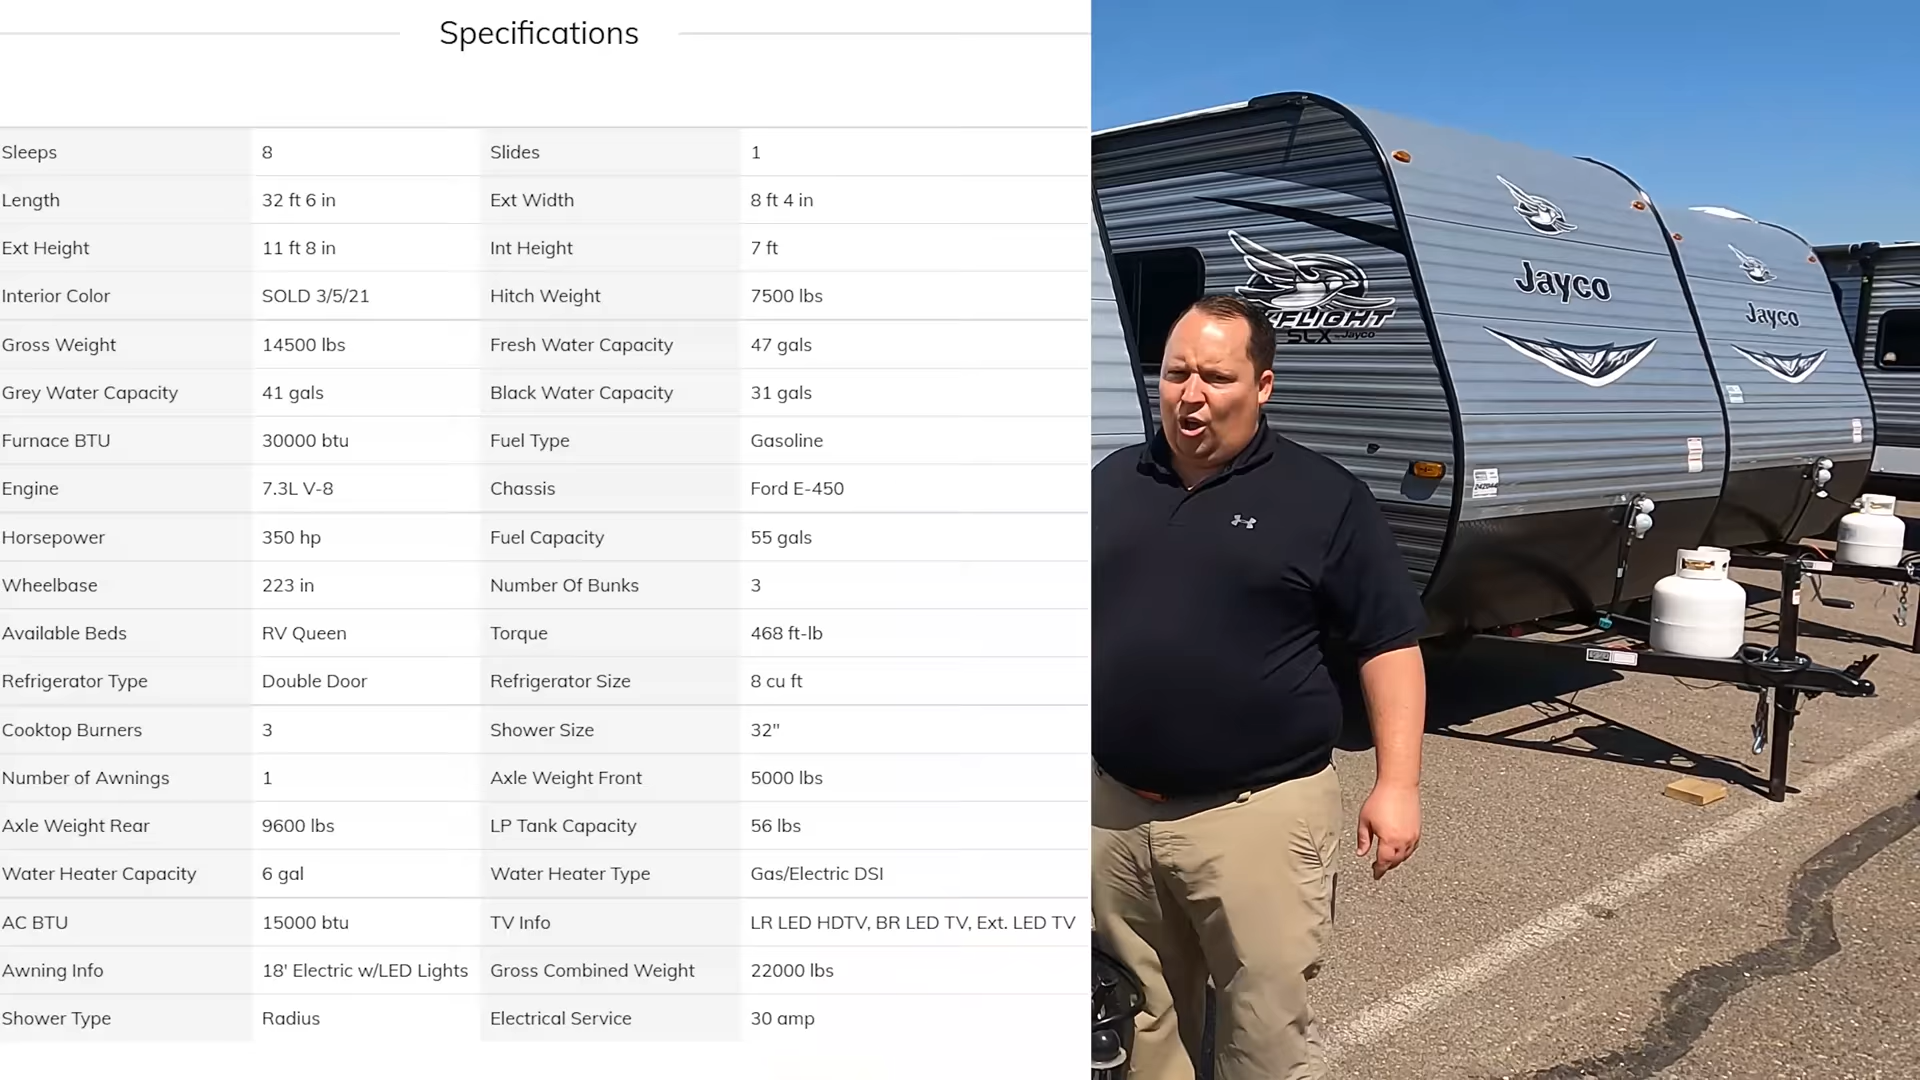 Specifications
Sleeps 8 Slides 1
Length 32 ft 6 in Ext Width 8 ft 4 in
Ext Height 11 ft 8 in Int Height 7 ft
Interior Color SOLD 3/5/21 Hitch Weight 7500 lbs
Gross Weight 14500 lbs Fresh Water Capacity 47 gals
Grey Water Capacity 41 gals Black Water Capacity 31 gals
Furnace BTU 30000 btu Fuel Type Gasoline
Engine 7.3L V-8 Chassis Ford E-450
Horsepower 350 hp Fuel Capacity 55 gals
Wheelbase 223 in Number Of Bunks 3
Available Beds RV Queen Torque 468 ft-lb
Refrigerator Type Double Door Refrigerator Size 8 cu ft
Cooktop Burners 3 Shower Size 32"
Number of Awnings 1 Axle Weight Front 5000 lbs
Axle Weight Rear 9600 lbs LP Tank Capacity 56 lbs
Water Heater Capacity 6 gal Water Heater Type Gas/Electric DSI
AC BTU 15000 btu TV Info LR LED HDTV, BR LED TV, Ext. LED TV
Awning Info 18' Electric w/LED Lights Gross Combined Weight 22000 lbs
Shower Type Radius Electrical Service 30 amp
Jayco
Jayco
FLIGHT
SLX by Jayco